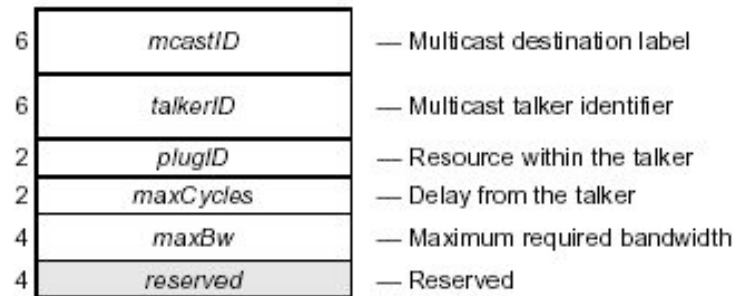 6 mcastID — Multicast destination label
6 talkerID — Multicast talker identifier
2 plugID — Resource within the talker
2 maxCycles — Delay from the talker
4 maxBw — Maximum required bandwidth
4 reserved — Reserved